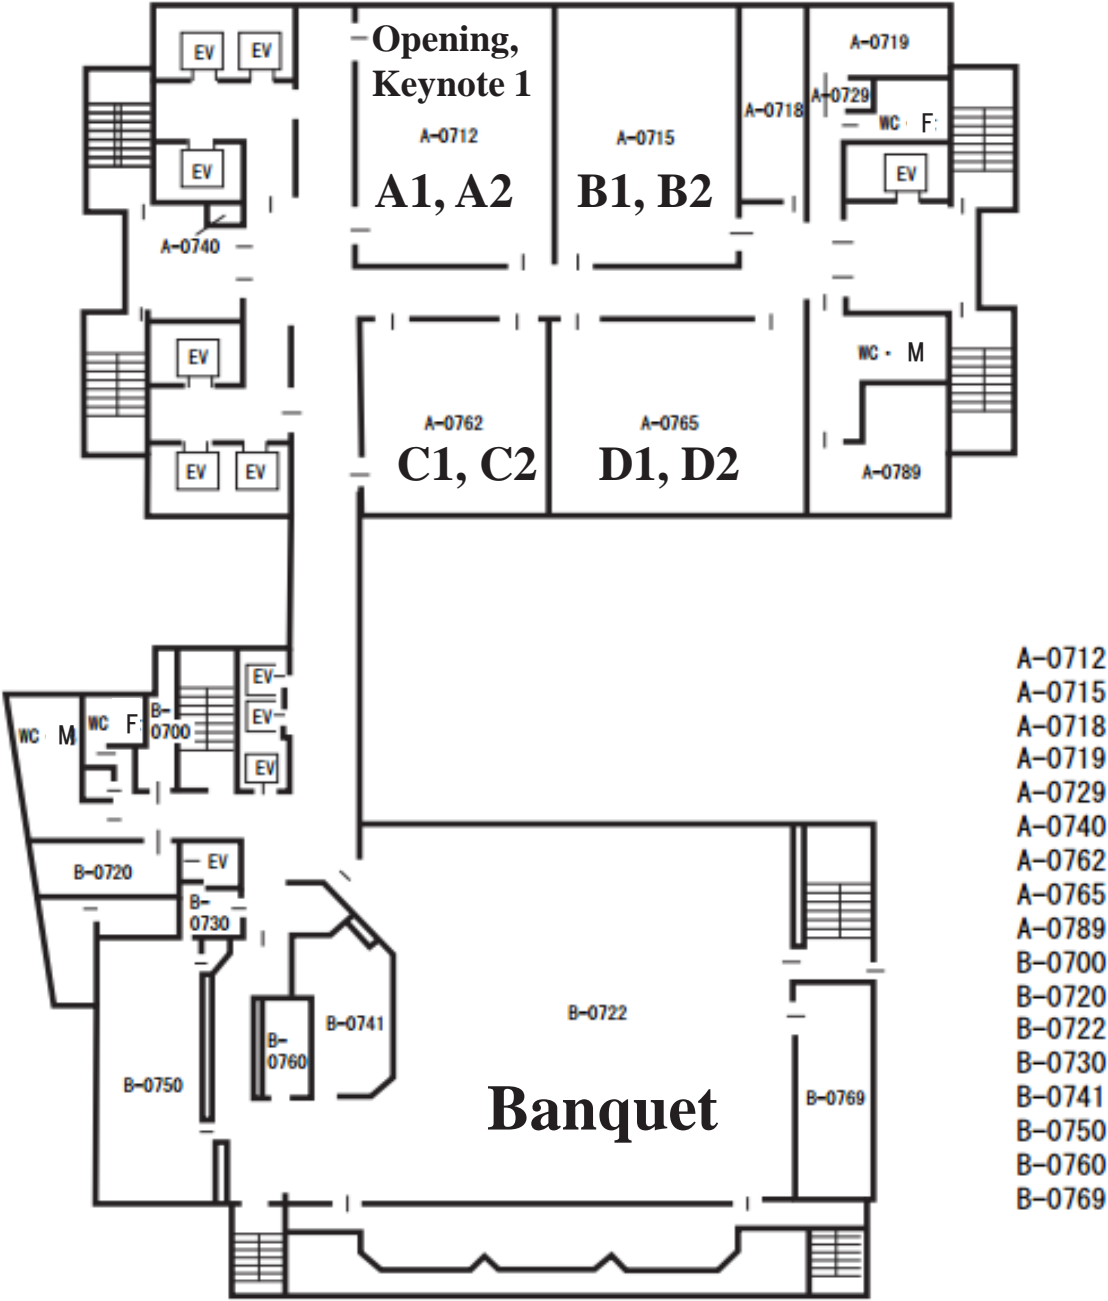 EV
EV
Opening,
Keynote 1
A-0719
A-0712
A-0715
A-0718
A-0729
WC · F
EV
A1, A2
B1, B2
EV
A-0740
EV
WC · M
A-0762
A-0765
C1, C2
D1, D2
EV
EV
A-0789
EV
EV
EV
WC · M
WC F
B-
0700
B-0720
EV
B-
0730
B-0722
B-0741
B-
0760
B-0750
Banquet
B-0769
A-0712
A-0715
A-0718
A-0719
A-0729
A-0740
A-0762
A-0765
A-0789
B-0700
B-0720
B-0722
B-0730
B-0741
B-0750
B-0760
B-0769